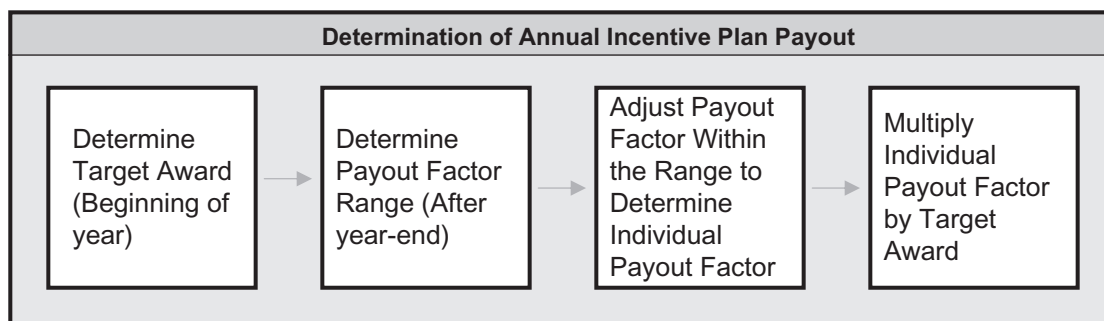 Determination of Annual Incentive Plan Payout
Determine
Target Award
(Beginning of
year)
Determine
Payout Factor
Range (After
year-end)
Adjust Payout
Factor Within
the Range to
Determine
Individual
Payout Factor
Multiply
Individual
Payout Factor
by Target
Award